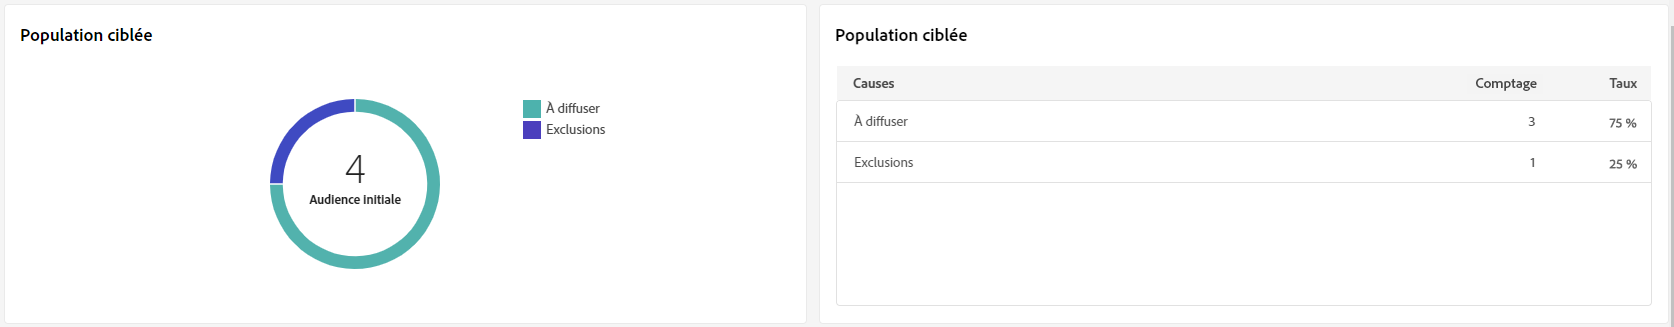 Population ciblée
À diffuser
Exclusions
4
Audience initiale
Population ciblée
Causes Comptage Taux
À diffuser 3 75 %
Exclusions 1 25 %